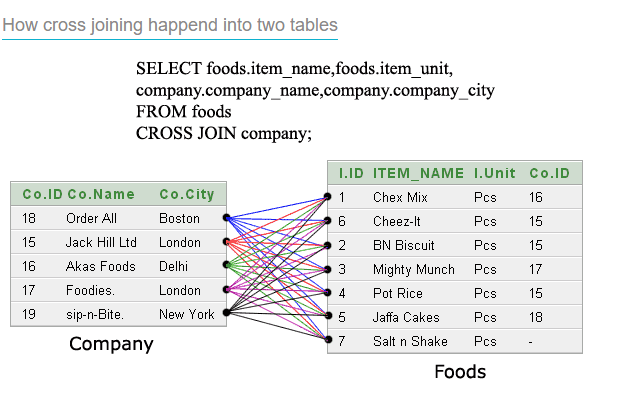 How cross joining happend into two tables
SELECT foods.item_name,foods.item_unit,
company.company_name,company.company_city
FROM foods
CROSS JOIN company;
Co.ID Co.Name Co.City
18 Order All Boston
15 Jack Hill Ltd London
16 Akas Foods Delhi
17 Foodies. London
19 sip-n-Bite. New York
Company
I.ID ITEM_NAME I.Unit Co.ID
1 Chex Mix Pcs 16
6 Cheez-It Pcs 15
2 BN Biscuit Pcs 15
3 Mighty Munch Pcs 17
4 Pot Rice Pcs 15
5 Jaffa Cakes Pcs 18
7 Salt n Shake Pcs -
Foods